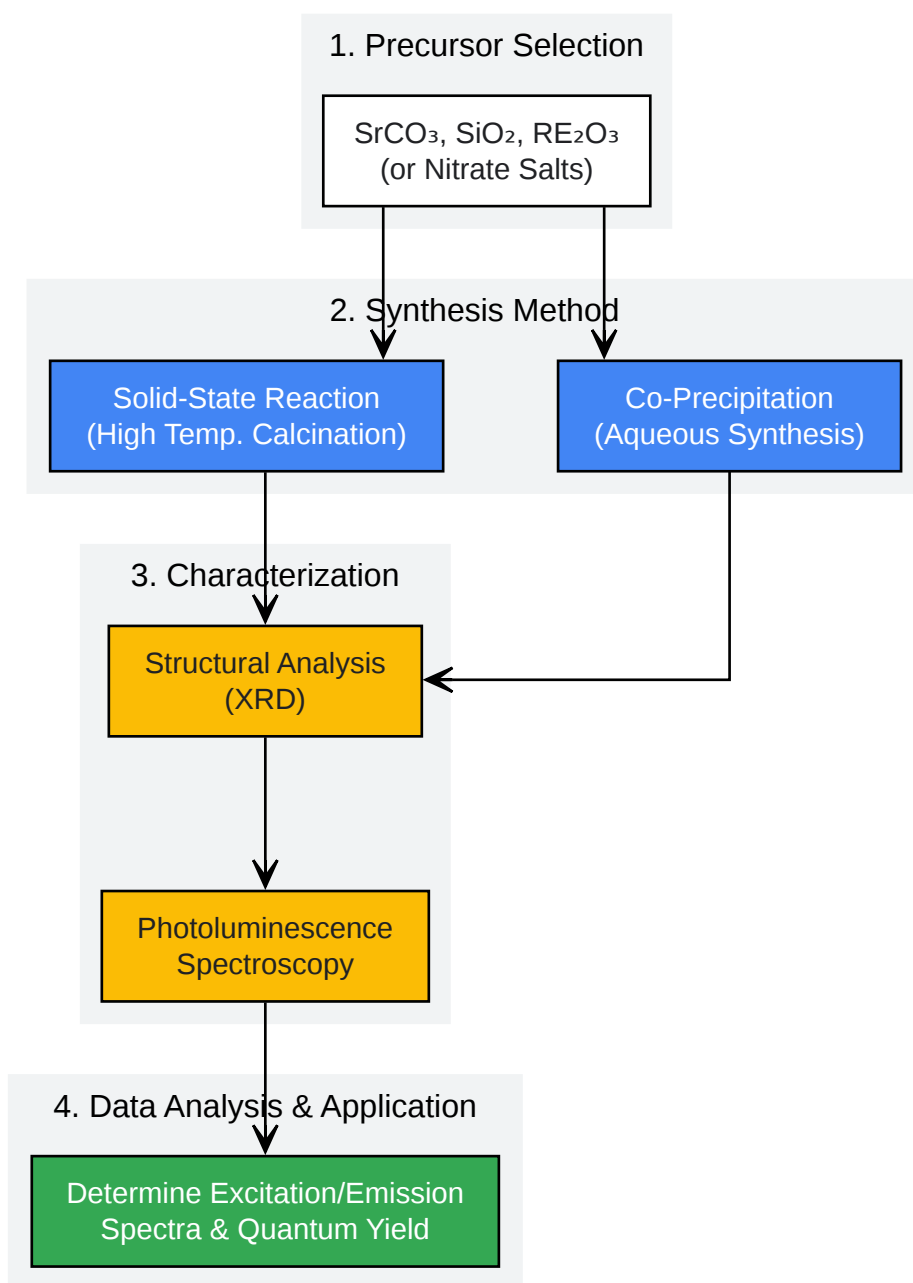 1. Precursor Selection
SrCO₃, SiO₂, RE₂O₃
(or Nitrate Salts)
2. Synthesis Method
Solid-State Reaction
(High Temp. Calcination)
Co-Precipitation
(Aqueous Synthesis)
3. Characterization
Structural Analysis
(XRD)
Photoluminescence
Spectroscopy
4. Data Analysis & Application
Determine Excitation/Emission
Spectra & Quantum Yield